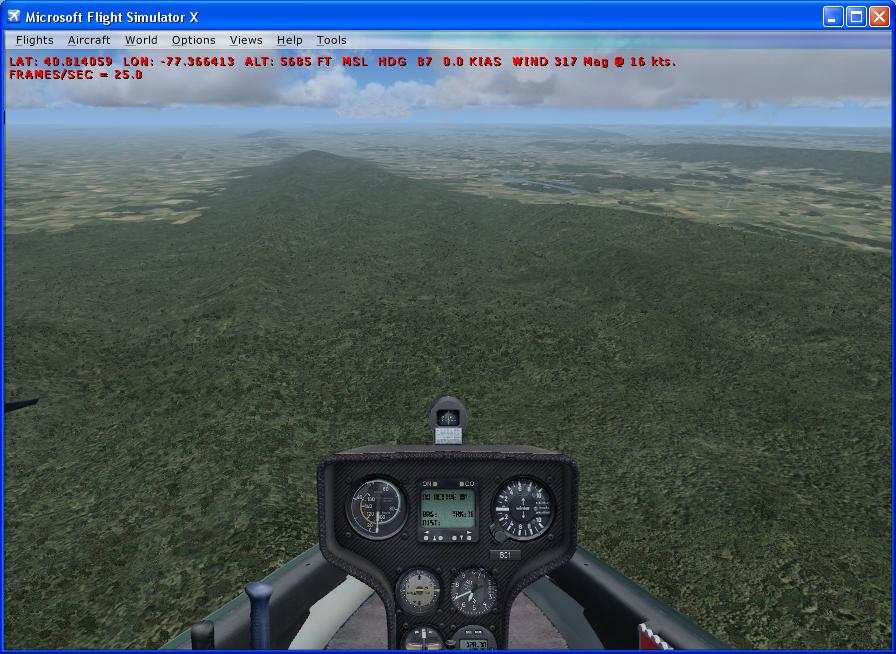 Microsoft Flight Simulator X
Flights Aircraft World Options Views Help Tools
LAT: 40.814059 LON: -77.366413 ALT: 5685 FT MSL HDG 87 0.0 KIAS WIND 317 Mag @ 16 kts.
FRAMES/SEC = 25.0
ON